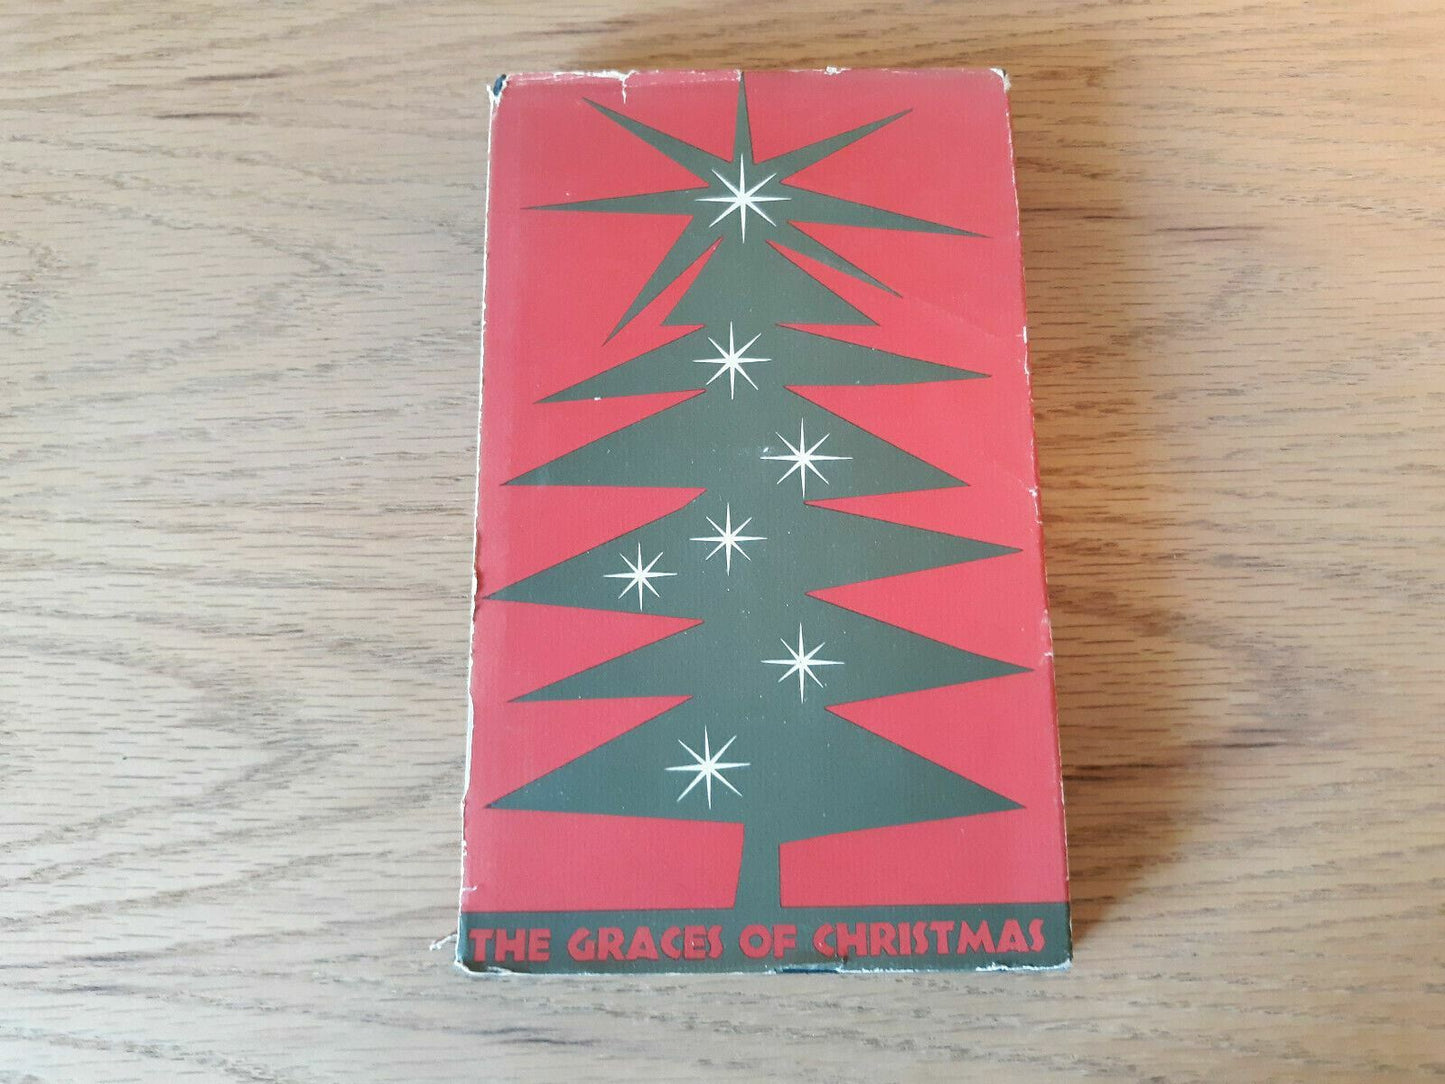 THE GRACES OF CHRISTMAS